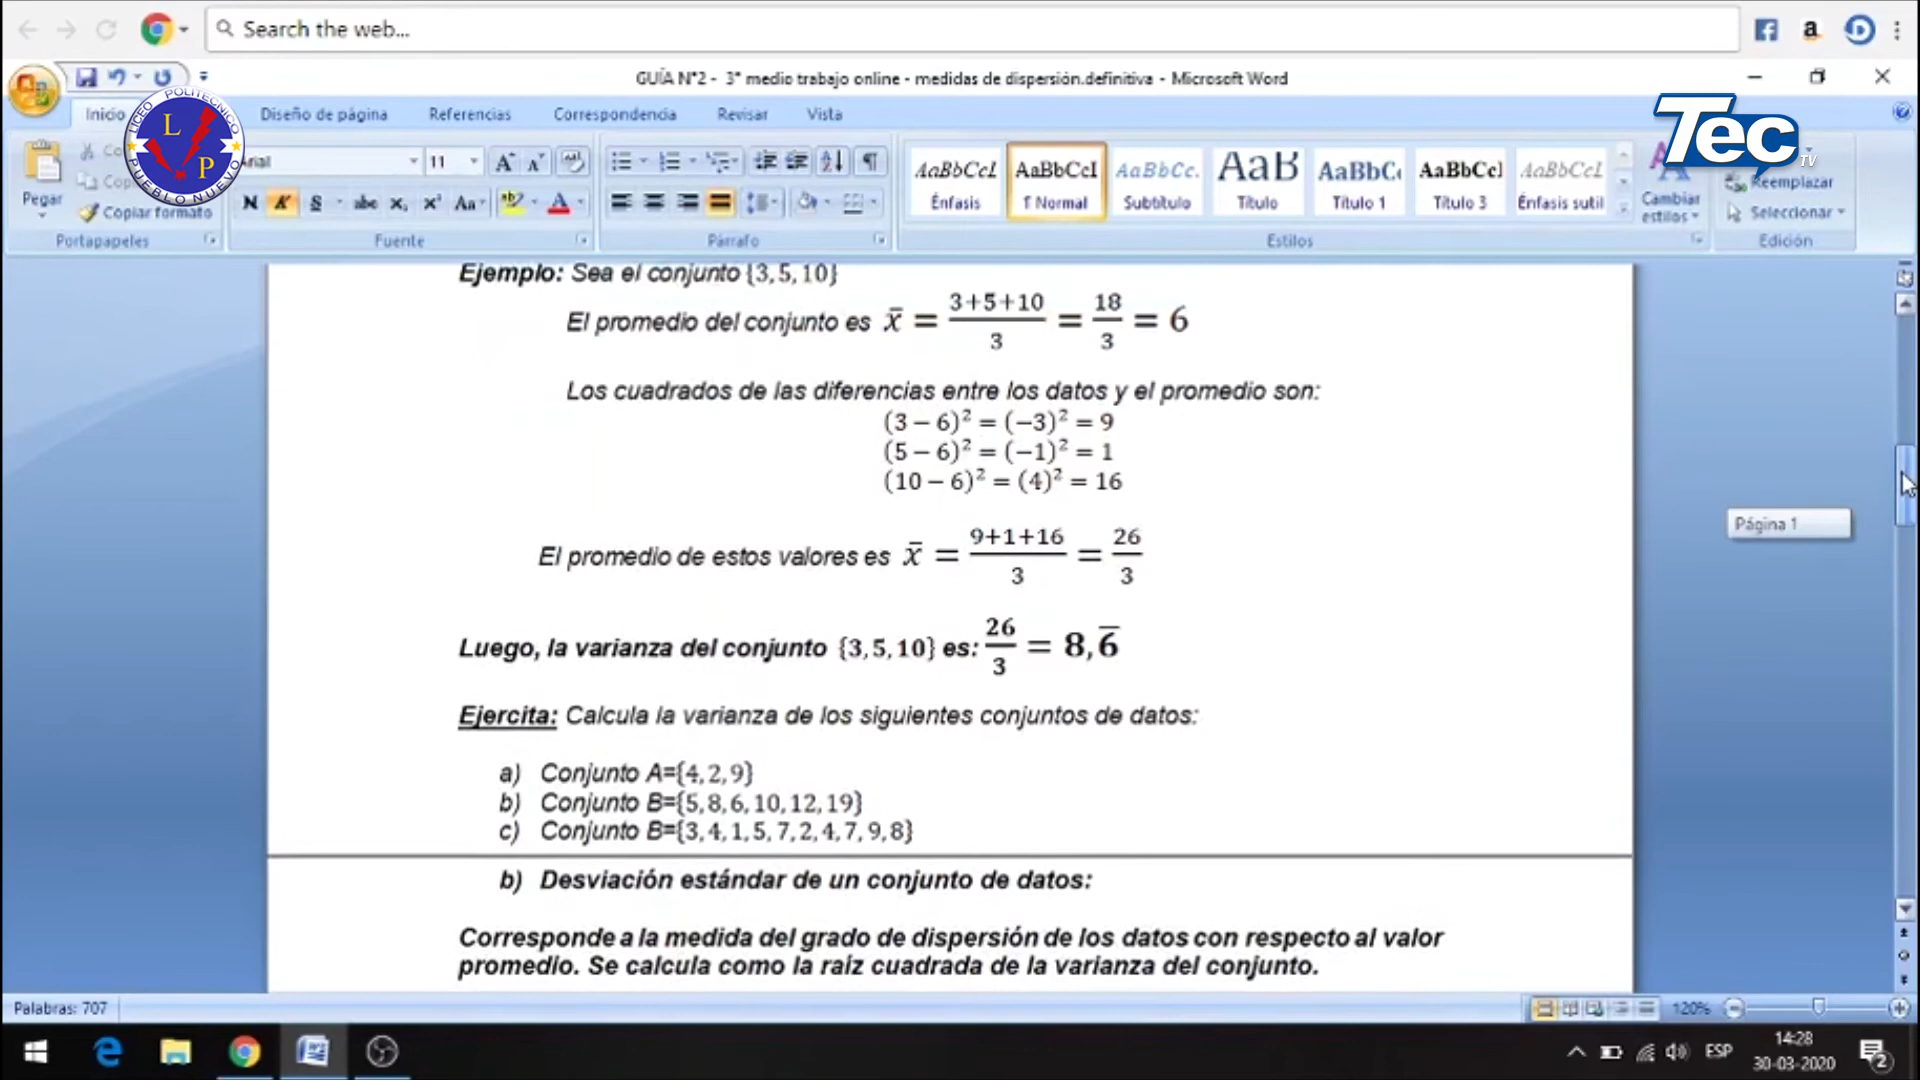 Search the web...
GUÍA N°2 - 3° medio trabajo online - medidas de dispersión.definitiva - Microsoft Word
Inicio Diseño de página Referencias Correspondencia Revisar Vista
LICEO POLITECNICO
L P
PUEBLO NUEVO
Tec TV
Pegar
Copiar formato
Portapapeles
11
Fuente
Párrafo
AaBbCcI AaBbCcI AaBbCc. AaB AaBbCc AaBbCcI AaBbCcI
Énfasis ¶ Normal Subtítulo Título Título 1 Título 3 Énfasis sutil
Cambiar estilos
Estilos
Reemplazar
Seleccionar
Edición
Ejemplo: Sea el conjunto {3, 5, 10}
El promedio del conjunto es x̄ = (3+5+10)/3 = 18/3 = 6
Los cuadrados de las diferencias entre los datos y el promedio son:
(3 − 6)² = (−3)² = 9
(5 − 6)² = (−1)² = 1
(10 − 6)² = (4)² = 16
El promedio de estos valores es x̄ = (9+1+16)/3 = 26/3
Luego, la varianza del conjunto {3, 5, 10} es: 26/3 = 8,6̄
Ejercita: Calcula la varianza de los siguientes conjuntos de datos:
a) Conjunto A={4, 2, 9}
b) Conjunto B={5, 8, 6, 10, 12, 19}
c) Conjunto B={3, 4, 1, 5, 7, 2, 4, 7, 9, 8}
b) Desviación estándar de un conjunto de datos:
Corresponde a la medida del grado de dispersión de los datos con respecto al valor
promedio. Se calcula como la raíz cuadrada de la varianza del conjunto.
Página 1
Palabras: 707
120%
ESP
14:28
30-03-2020
2